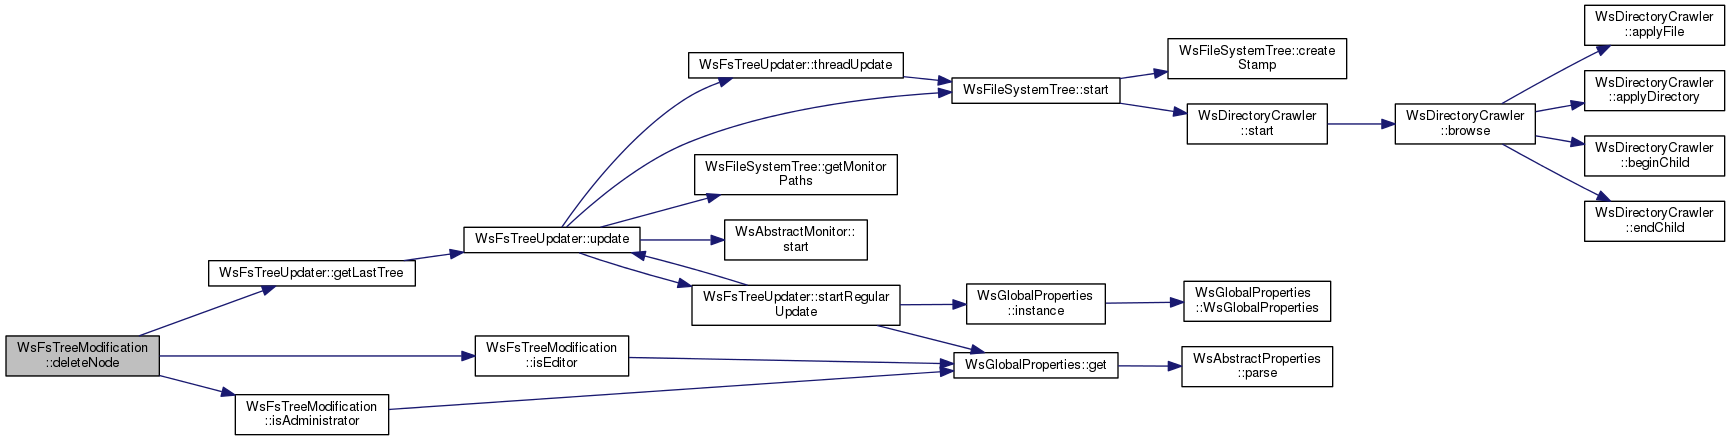 WsFsTreeModification
::deleteNode
WsFsTreeUpdater::getLastTree
WsFsTreeModification
::isAdministrator
WsFsTreeUpdater::update
WsFsTreeModification
::isEditor
WsFsTreeUpdater::threadUpdate
WsFileSystemTree::getMonitor
Paths
WsAbstractMonitor::
start
WsFsTreeUpdater::startRegular
Update
WsFileSystemTree::start
WsGlobalProperties
::instance
WsGlobalProperties::get
WsFileSystemTree::create
Stamp
WsDirectoryCrawler
::start
WsGlobalProperties
::WsGlobalProperties
WsAbstractProperties
::parse
WsDirectoryCrawler
::browse
WsDirectoryCrawler
::applyFile
WsDirectoryCrawler
::applyDirectory
WsDirectoryCrawler
::beginChild
WsDirectoryCrawler
::endChild